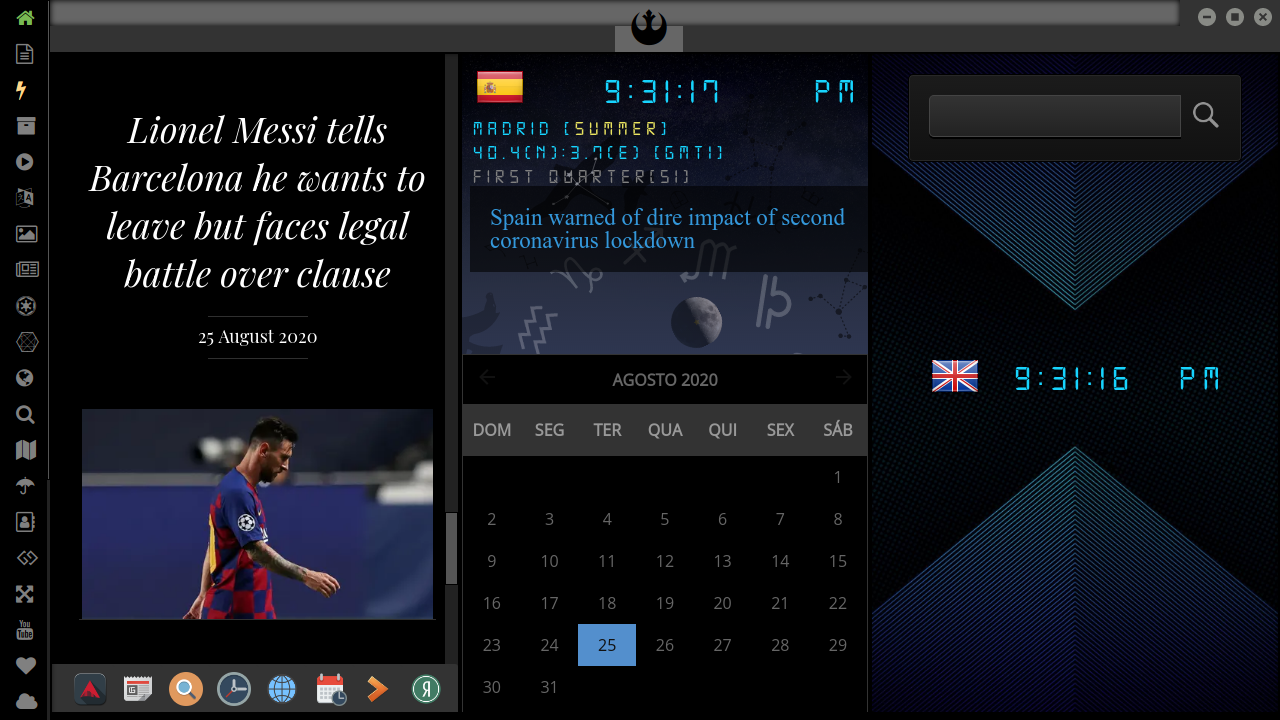 Lionel Messi tells
Barcelona he wants to
leave but faces legal
battle over clause
25 August 2020
9:31:17 PM
MADRID (SUMMER)
40.4(N):3.7(E) (GMT1)
FIRST QUARTER(51)
Spain warned of dire impact of second
coronavirus lockdown
AGOSTO 2020
DOM SEG TER QUA QUI SEX SÁB
1
2 3 4 5 6 7 8
9 10 11 12 13 14 15
16 17 18 19 20 21 22
23 24 25 26 27 28 29
30 31
9:31:16 PM
You
Tube
G
Я